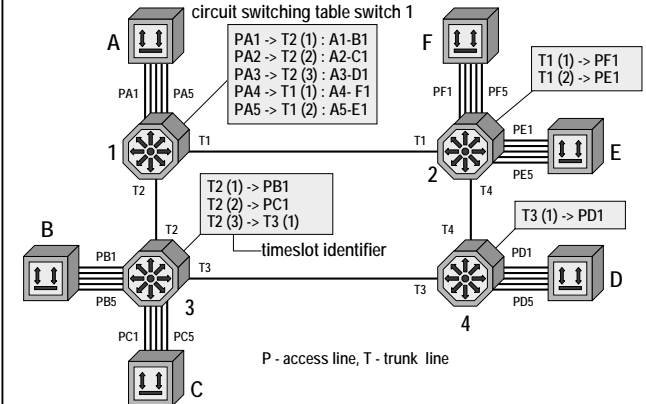 circuit switching table switch 1
A
PA1 -> T2 (1) : A1-B1
PA2 -> T2 (2) : A2-C1
PA3 -> T2 (3) : A3-D1
PA4 -> T1 (1) : A4- F1
PA5 -> T1 (2) : A5-E1
F
T1 (1) -> PF1
T1 (2) -> PE1
PA1
PA5
PF1
PF5
1
T1
T1
2
PE1
PE5
E
T2
T4
T2 (1) -> PB1
T2 (2) -> PC1
T2 (3) -> T3 (1)
timeslot identifier
T3 (1) -> PD1
B
T2
T4
PB1
PB5
3
T3
T3
4
PD1
PD5
D
PC1
PC5
C
P - access line, T - trunk line